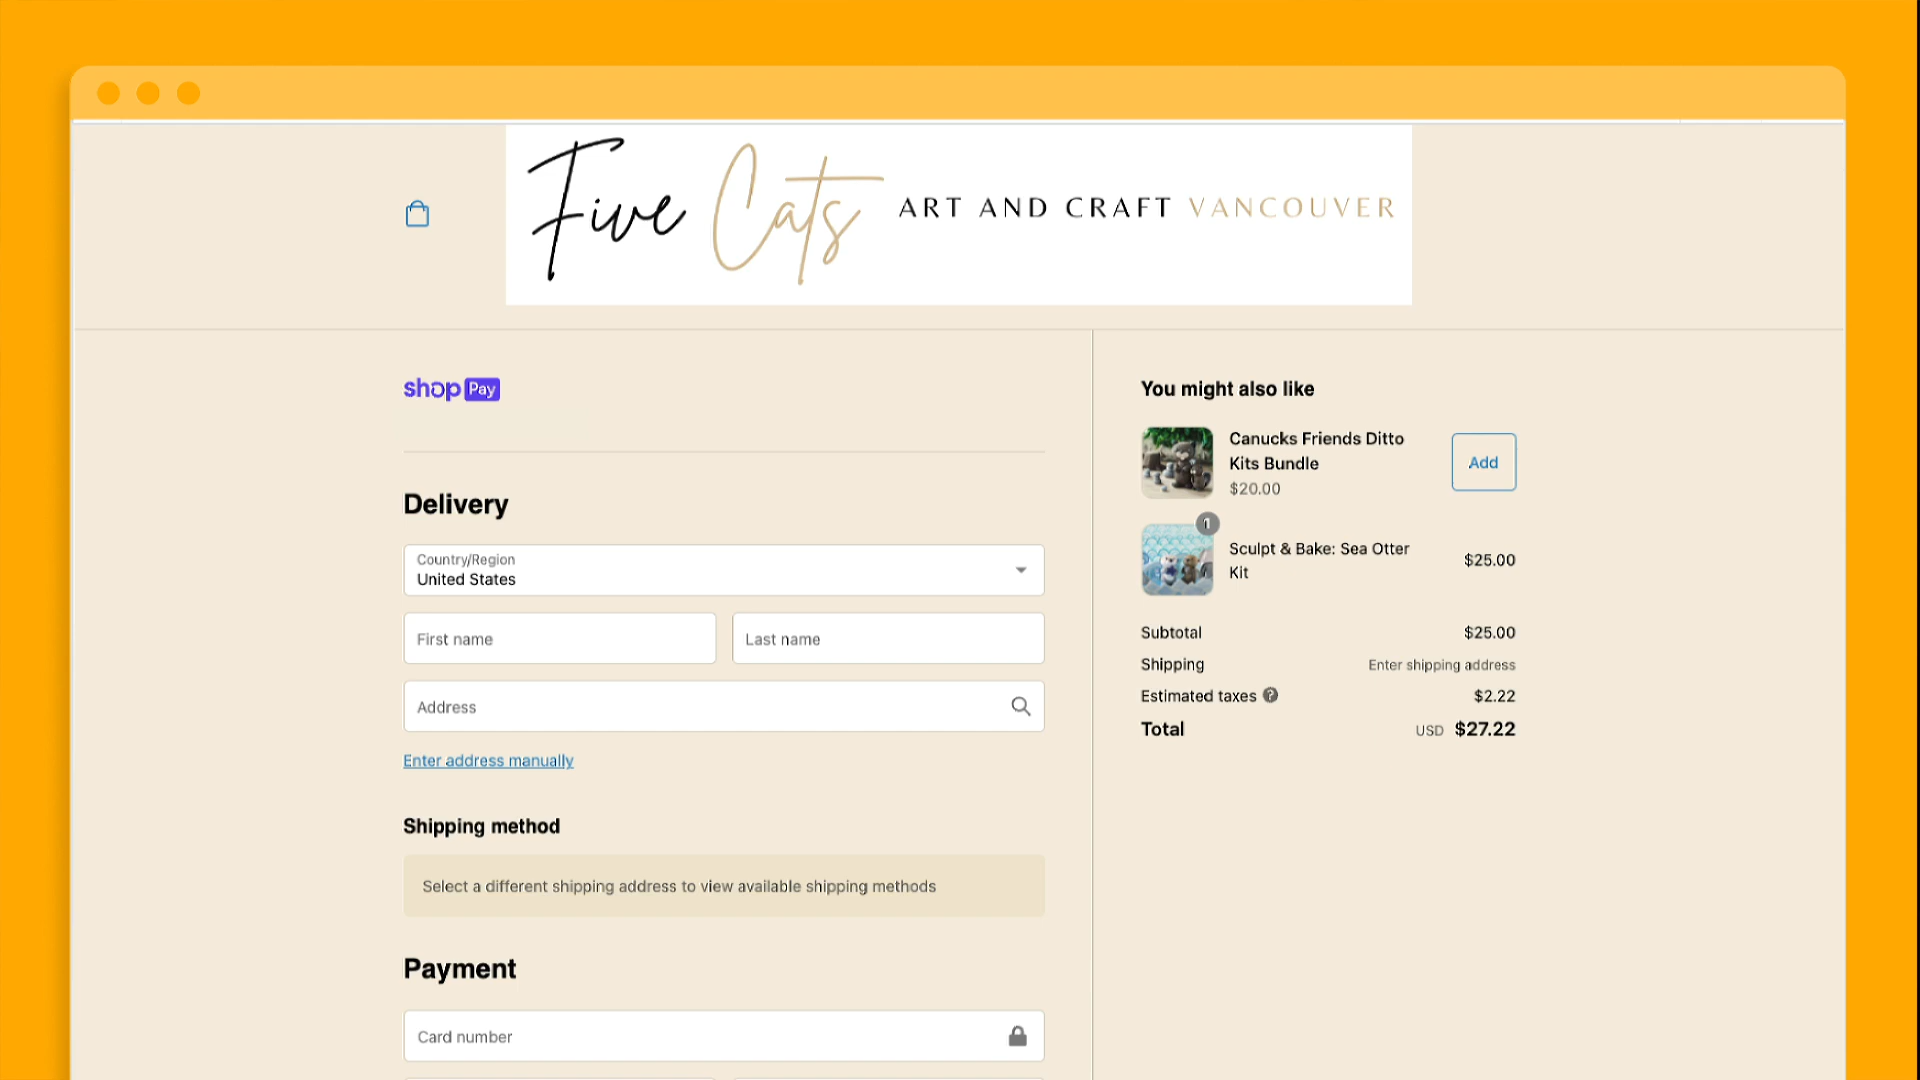 Five Cats ART AND CRAFT VANCOUVER
shop Pay
Delivery
Country/Region
United States
First name
Last name
Address
Enter address manually
Shipping method
Select a different shipping address to view available shipping methods
Payment
Card number
You might also like
Canucks Friends Ditto
Kits Bundle
$20.00
Add
1
Sculpt & Bake: Sea Otter
Kit
$25.00
Subtotal $25.00
Shipping Enter shipping address
Estimated taxes ? $2.22
Total USD $27.22